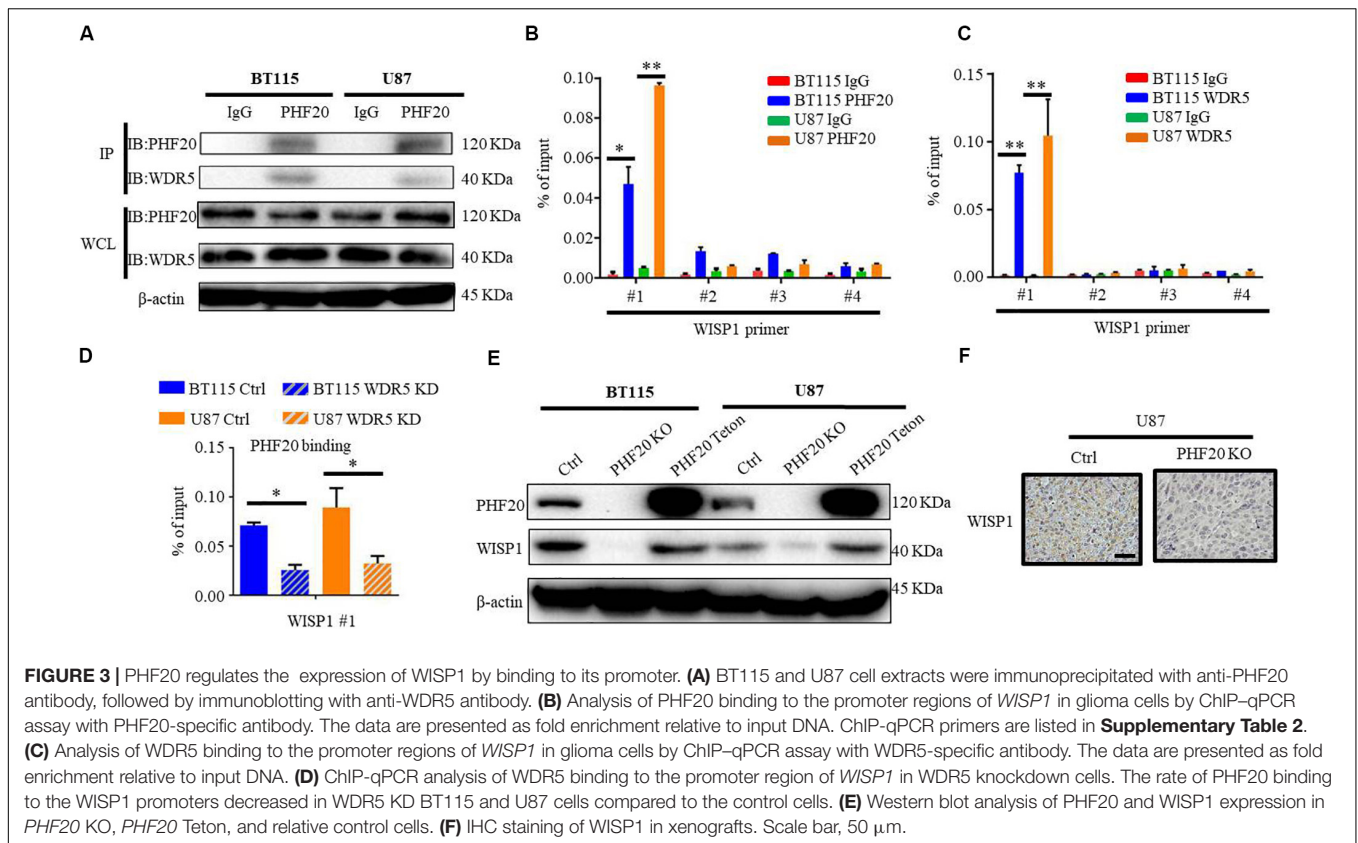 A
BT115 U87
IgG PHF20 IgG PHF20
IP
IB:PHF20 120 KDa
IB:WDR5 40 KDa
WCL
IB:PHF20 120 KDa
IB:WDR5 40 KDa
β-actin 45 KDa
B
% of input
0.10
0.08
0.06
0.04
0.02
0.00
* **
BT115 IgG
BT115 PHF20
U87 IgG
U87 PHF20
#1 #2 #3 #4
WISP1 primer
C
% of input
0.15
0.10
0.05
0.00
** **
BT115 IgG
BT115 WDR5
U87 IgG
U87 WDR5
#1 #2 #3 #4
WISP1 primer
D
BT115 Ctrl BT115 WDR5 KD
U87 Ctrl U87 WDR5 KD
PHF20 binding
% of input
0.15
0.10
0.05
0.00
* *
WISP1 #1
E
BT115 U87
Ctrl PHF20 KO PHF20 Teton Ctrl PHF20 KO PHF20 Teton
PHF20 120 KDa
WISP1 40 KDa
β-actin 45 KDa
F
U87
Ctrl PHF20 KO
WISP1
FIGURE 3 | PHF20 regulates the expression of WISP1 by binding to its promoter. (A) BT115 and U87 cell extracts were immunoprecipitated with anti-PHF20
antibody, followed by immunoblotting with anti-WDR5 antibody. (B) Analysis of PHF20 binding to the promoter regions of WISP1 in glioma cells by ChIP–qPCR
assay with PHF20-specific antibody. The data are presented as fold enrichment relative to input DNA. ChIP-qPCR primers are listed in Supplementary Table 2.
(C) Analysis of WDR5 binding to the promoter regions of WISP1 in glioma cells by ChIP–qPCR assay with WDR5-specific antibody. The data are presented as fold
enrichment relative to input DNA. (D) ChIP-qPCR analysis of WDR5 binding to the promoter region of WISP1 in WDR5 knockdown cells. The rate of PHF20 binding
to the WISP1 promoters decreased in WDR5 KD BT115 and U87 cells compared to the control cells. (E) Western blot analysis of PHF20 and WISP1 expression in
PHF20 KO, PHF20 Teton, and relative control cells. (F) IHC staining of WISP1 in xenografts. Scale bar, 50 μm.